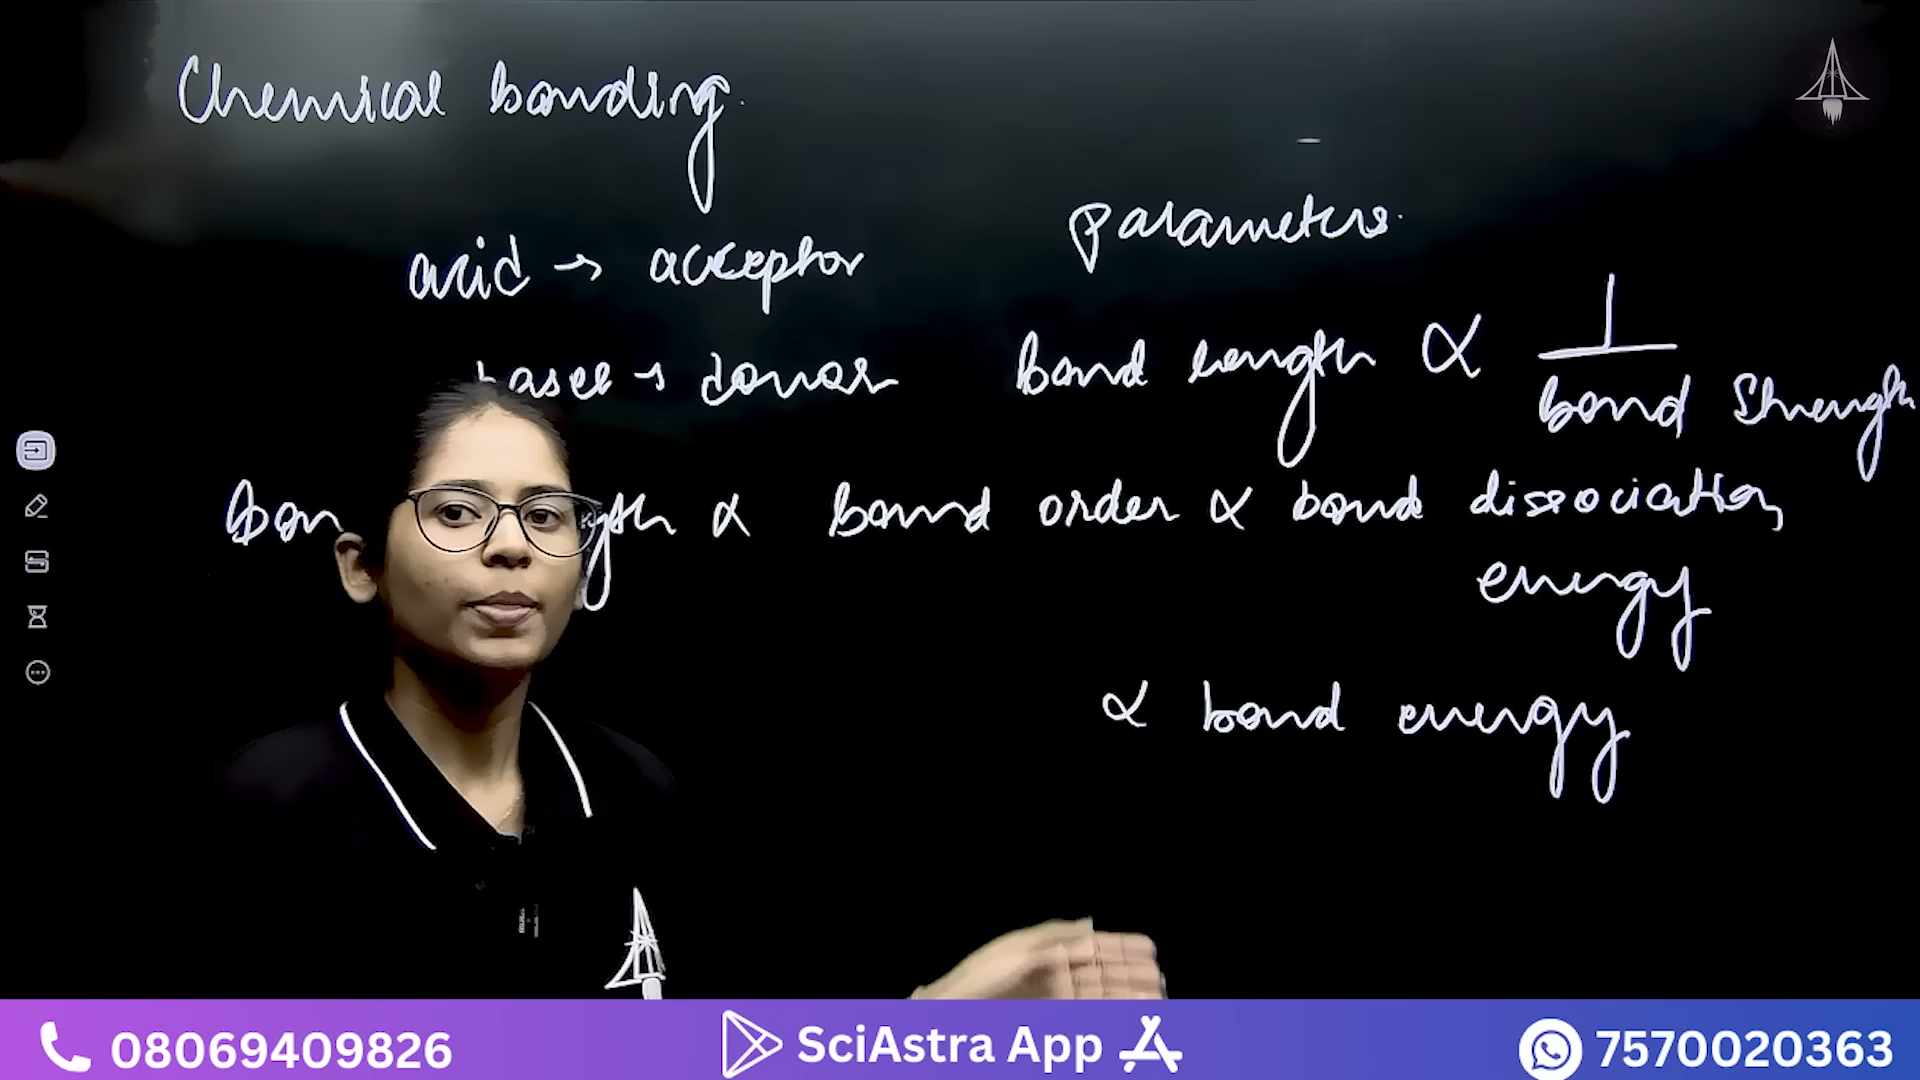 Chemical bonding.
acid → acceptor
bases → donor
parameters.
bond length ∝ 1
bond strength
∝ bond order ∝ bond dissociation
energy
∝ bond energy
08069409826
SciAstra App
7570020363